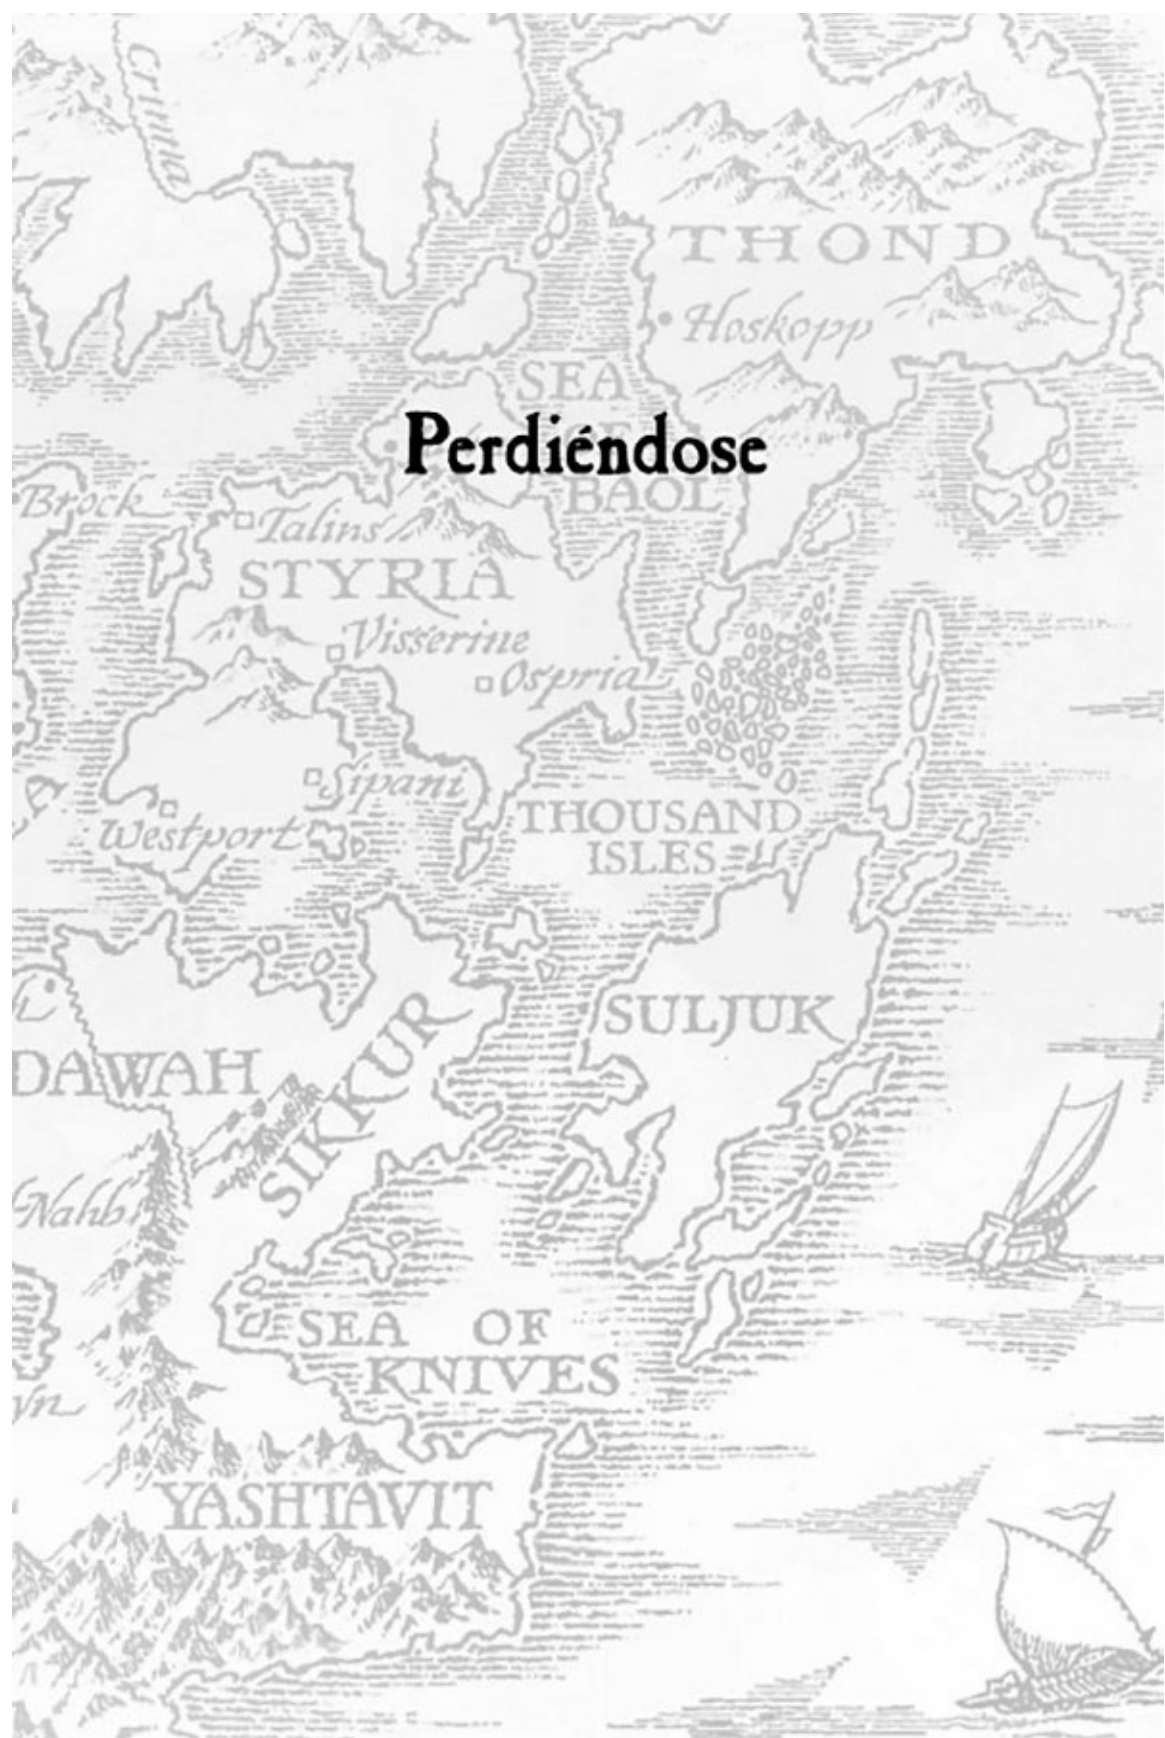 Crinna
THOND
Hoskopp
SEA
Perdiéndose
BAOL
Brock
Talins
STYRIA
Visserine
Ospria
Sipani
THOUSAND
Westport
ISLES
SULJUK
DAWAH
SIKKUR
Nahb
SEA OF
KNIVES
YASHTAVIT